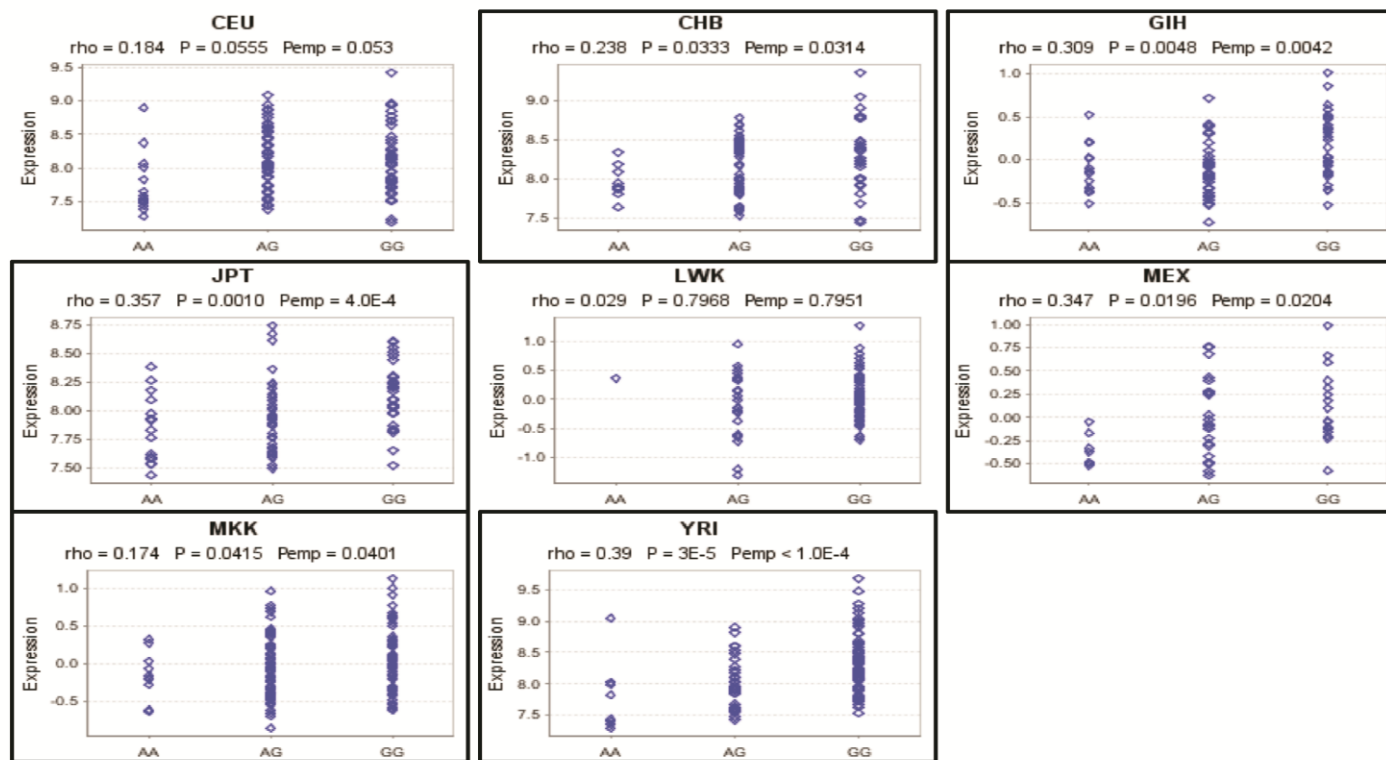 CEU
rho = 0.184 P = 0.0555 Pemp = 0.053
Expression
9.5
9.0
8.5
8.0
7.5
AA AG GG
CHB
rho = 0.238 P = 0.0333 Pemp = 0.0314
Expression
9.0
8.5
8.0
7.5
AA AG GG
GIH
rho = 0.309 P = 0.0048 Pemp = 0.0042
Expression
1.0
0.5
0.0
-0.5
AA AG GG
JPT
rho = 0.357 P = 0.0010 Pemp = 4.0E-4
Expression
8.75
8.50
8.25
8.00
7.75
7.50
AA AG GG
LWK
rho = 0.029 P = 0.7968 Pemp = 0.7951
Expression
1.0
0.5
0.0
-0.5
-1.0
AA AG GG
MEX
rho = 0.347 P = 0.0196 Pemp = 0.0204
Expression
1.00
0.75
0.50
0.25
0.00
-0.25
-0.50
AA AG GG
MKK
rho = 0.174 P = 0.0415 Pemp = 0.0401
Expression
1.0
0.5
0.0
-0.5
AA AG GG
YRI
rho = 0.39 P = 3E-5 Pemp < 1.0E-4
Expression
9.5
9.0
8.5
8.0
7.5
AA AG GG